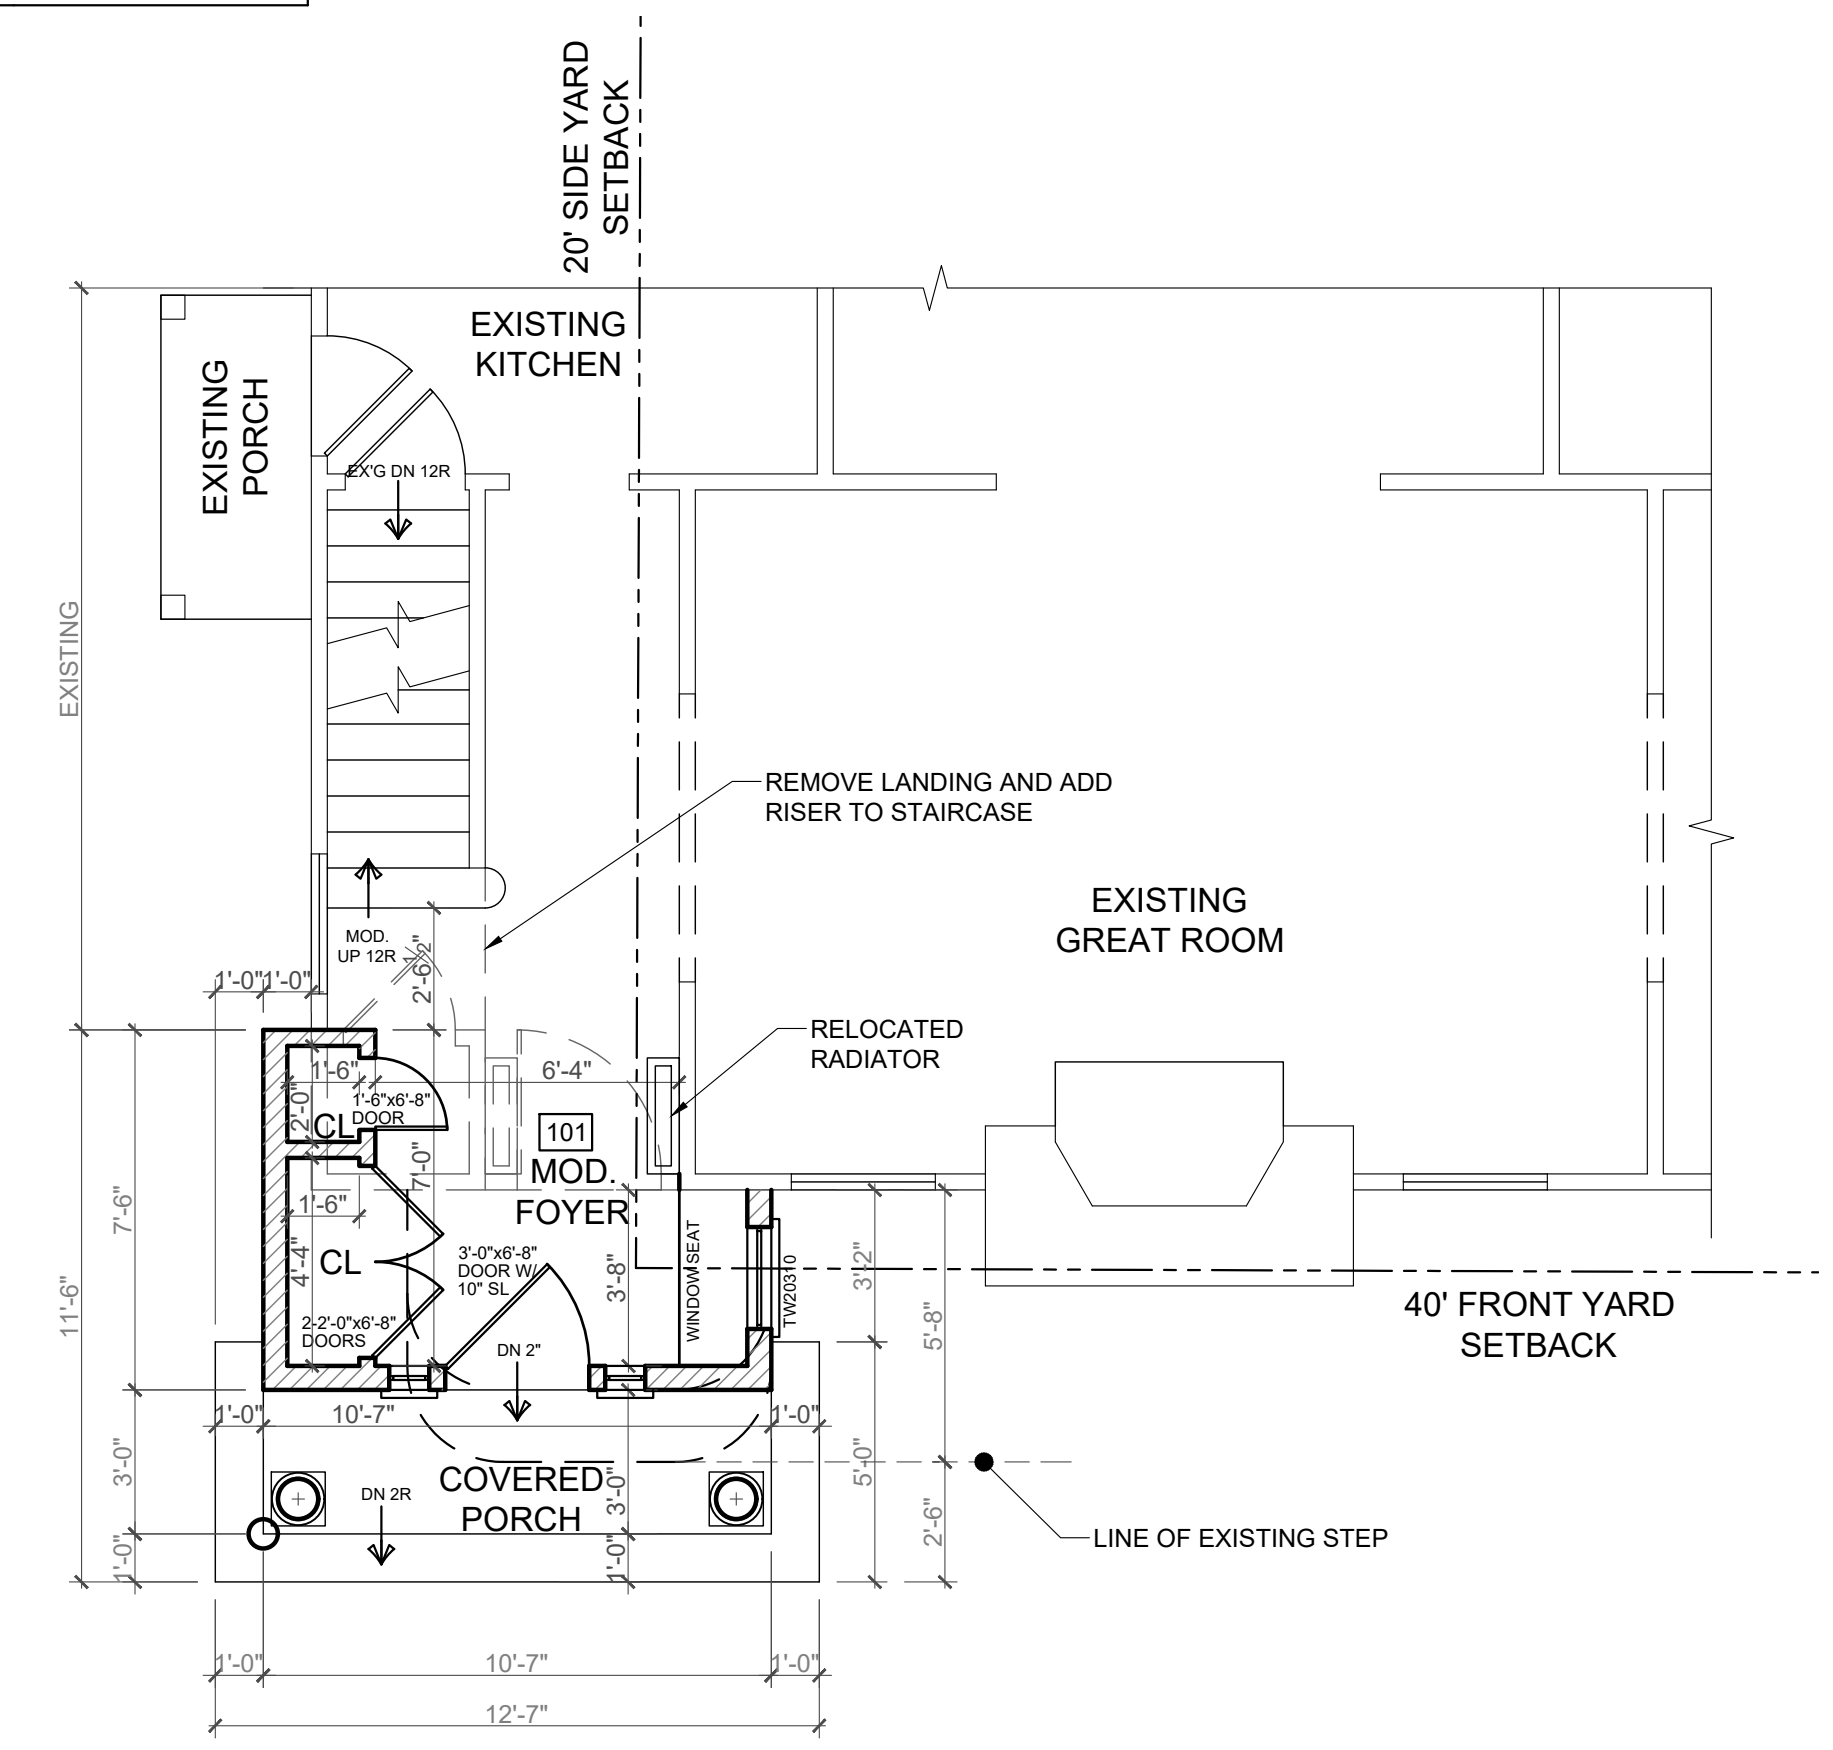 20' SIDE YARD
SETBACK
EXISTING
KITCHEN
EXISTING
PORCH
EX'G DN 12R
EXISTING
REMOVE LANDING AND ADD
RISER TO STAIRCASE
EXISTING
GREAT ROOM
MOD.
UP 12R
2'-6 1/2"
1'-0"
1'-0"
RELOCATED
RADIATOR
1'-6"
6'-4"
2'-0"
1'-6"x6'-8"
DOOR
CL
101
MOD.
FOYER
7'-0"
7'-6"
1'-6"
4'-4"
CL
3'-0"x6'-8"
DOOR W/
10" SL
3'-8"
WINDOW SEAT
TW20310
3'-2"
5'-8"
11'-6"
2-2'-0"x6'-8"
DOORS
DN 2"
40' FRONT YARD
SETBACK
1'-0"
10'-7"
1'-0"
3'-0"
COVERED
PORCH
3'-0"
5'-0"
DN 2R
2'-6"
LINE OF EXISTING STEP
1'-0"
1'-0"
1'-0"
10'-7"
1'-0"
12'-7"